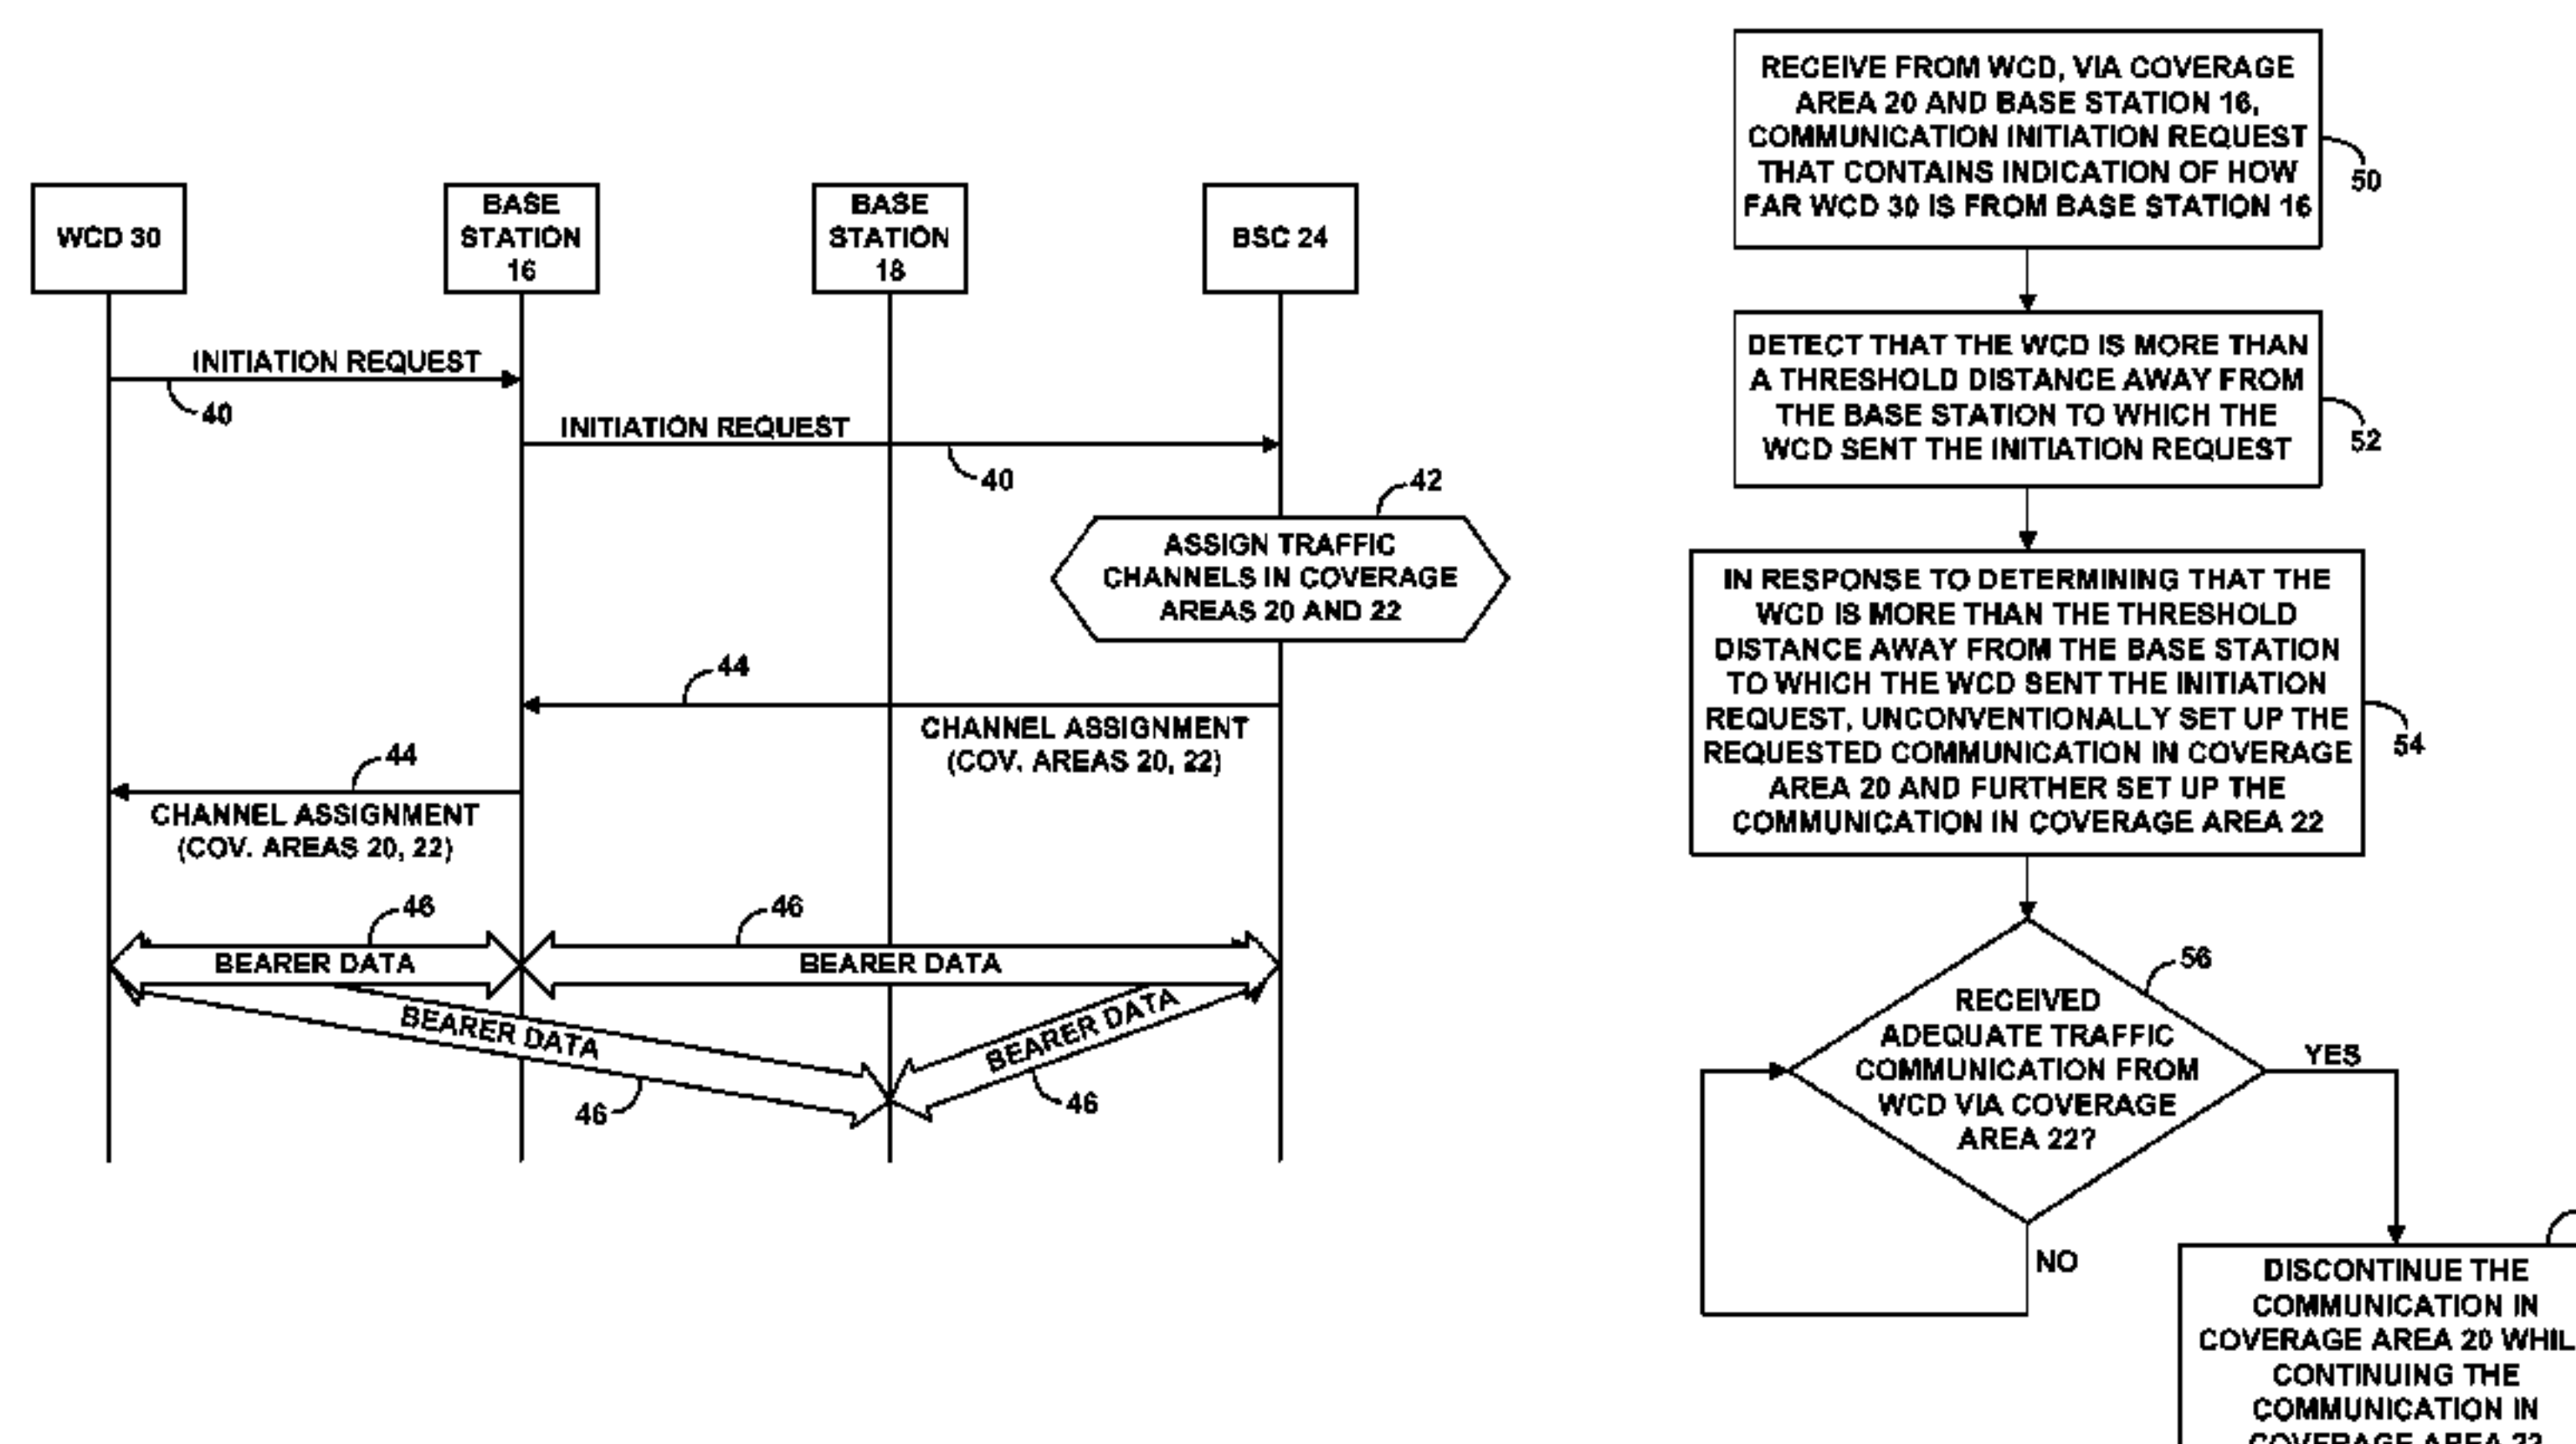 WCD 30
BASE
STATION
16
BASE
STATION
18
BSC 24
INITIATION REQUEST
40
INITIATION REQUEST
40
42
ASSIGN TRAFFIC
CHANNELS IN COVERAGE
AREAS 20 AND 22
44
CHANNEL ASSIGNMENT
(COV. AREAS 20, 22)
44
CHANNEL ASSIGNMENT
(COV. AREAS 20, 22)
46
46
BEARER DATA
BEARER DATA
BEARER DATA
BEARER DATA
46
46
RECEIVE FROM WCD, VIA COVERAGE
AREA 20 AND BASE STATION 16,
COMMUNICATION INITIATION REQUEST
THAT CONTAINS INDICATION OF HOW
FAR WCD 30 IS FROM BASE STATION 16
50
DETECT THAT THE WCD IS MORE THAN
A THRESHOLD DISTANCE AWAY FROM
THE BASE STATION TO WHICH THE
WCD SENT THE INITIATION REQUEST
52
IN RESPONSE TO DETERMINING THAT THE
WCD IS MORE THAN THE THRESHOLD
DISTANCE AWAY FROM THE BASE STATION
TO WHICH THE WCD SENT THE INITIATION
REQUEST, UNCONVENTIONALLY SET UP THE
REQUESTED COMMUNICATION IN COVERAGE
AREA 20 AND FURTHER SET UP THE
COMMUNICATION IN COVERAGE AREA 22
54
56
RECEIVED
ADEQUATE TRAFFIC
COMMUNICATION FROM
WCD VIA COVERAGE
AREA 22?
YES
NO
DISCONTINUE THE
COMMUNICATION IN
COVERAGE AREA 20 WHIL
CONTINUING THE
COMMUNICATION IN
COVERAGE AREA 22